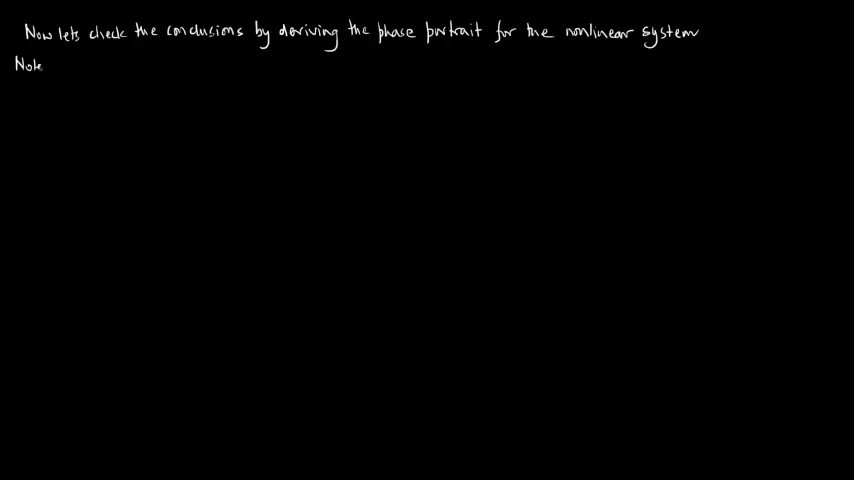 Now lets check the conclusions by deriving the phase portrait for the nonlinear system
Note